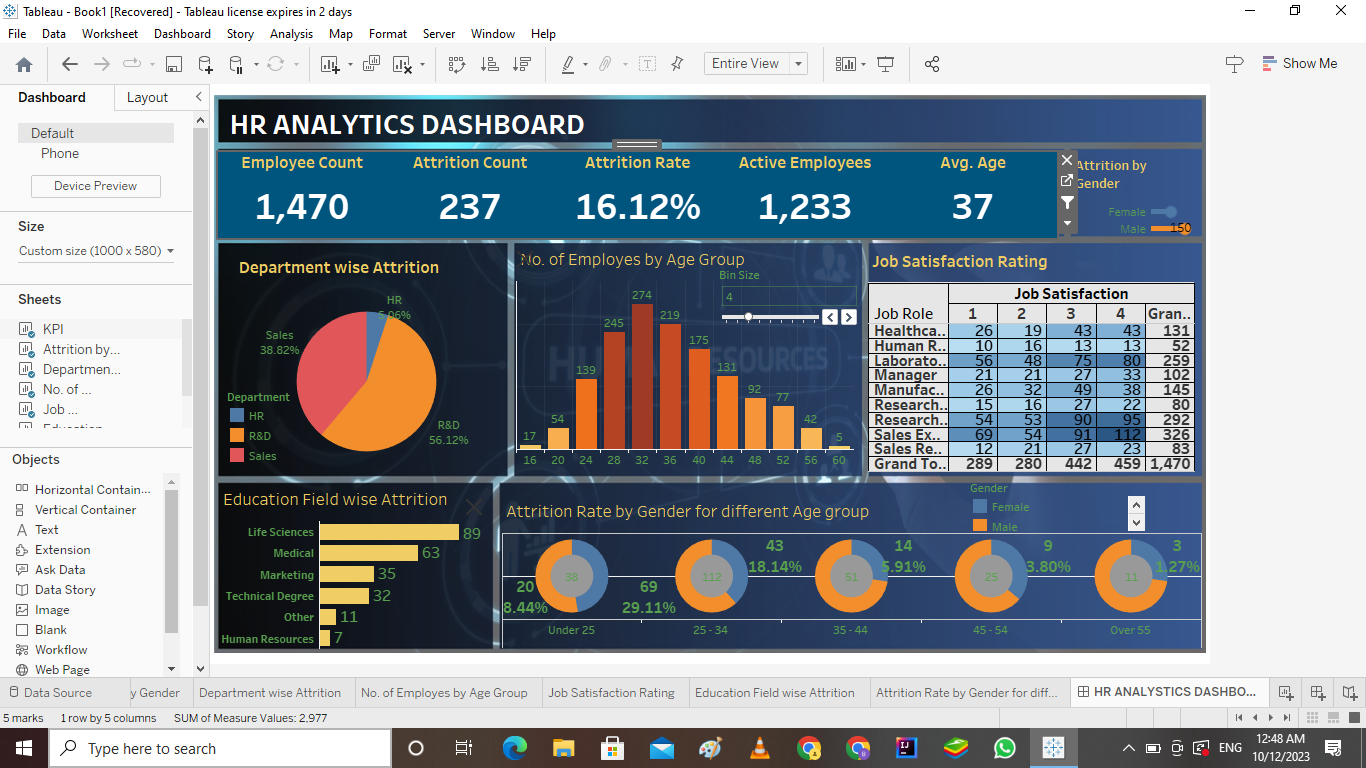 Tableau - Book1 [Recovered] - Tableau license expires in 2 days
File Data Worksheet Dashboard Story Analysis Map Format Server Window Help
Entire View
Show Me
Dashboard Layout
Default
Phone
Device Preview
Size
Custom size (1000 x 580)
Sheets
KPI
Attrition by...
Departmen...
No. of ...
Job ...
Objects
Horizontal Contain...
Vertical Container
Text
Extension
Ask Data
Data Story
Image
Blank
Workflow
Web Page
HR ANALYTICS DASHBOARD
Employee Count Attrition Count Attrition Rate Active Employees Avg. Age
1,470 237 16.12% 1,233 37
Attrition by
Gender
Female
Male 150
Department wise Attrition
HR
5.06%
Sales
38.82%
R&D
56.12%
Department
HR
R&D
Sales
No. of Employes by Age Group
Bin Size
4
17 54 139 245 274 219 175 131 92 77 42 5
16 20 24 28 32 36 40 44 48 52 56 60
HUMAN RESOURCES
Job Satisfaction Rating
Job Satisfaction
Job Role 1 2 3 4 Gran..
Healthca.. 26 19 43 43 131
Human R.. 10 16 13 13 52
Laborato.. 56 48 75 80 259
Manager 21 21 27 33 102
Manufac.. 26 32 49 38 145
Research.. 15 16 27 22 80
Research.. 54 53 90 95 292
Sales Ex.. 69 54 91 112 326
Sales Re.. 12 21 27 23 83
Grand To.. 289 280 442 459 1,470
Education Field wise Attrition
Life Sciences 89
Medical 63
Marketing 35
Technical Degree 32
Other 11
Human Resources 7
Attrition Rate by Gender for different Age group
Gender
Female
Male
38 112 51 25 11
20
8.44%
69
29.11%
43
18.14%
14
5.91%
9
3.80%
3
1.27%
Under 25 25 - 34 35 - 44 45 - 54 Over 55
Data Source y Gender Department wise Attrition No. of Employes by Age Group Job Satisfaction Rating Education Field wise Attrition Attrition Rate by Gender for diff... HR ANALYSTICS DASHBO...
5 marks 1 row by 5 columns SUM of Measure Values: 2,977
Type here to search
ENG
12:48 AM
10/12/2023